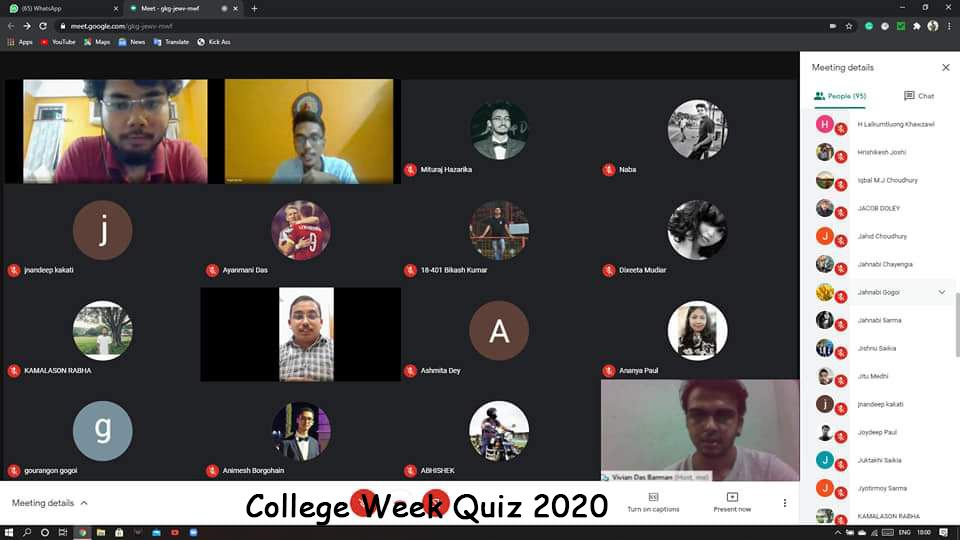 (65) WhatsApp
Meet - gkg-jewv-mwf
meet.google.com/gkg-jewv-mwf
Apps
YouTube
Maps
News
Translate
Kick Ass
Mituraj Hazarika
Naba
j
jnandeep kakati
Ayanmani Das
18-401 Bikash Kumar
Dixeeta Mudiar
KAMALASON RABHA
A
Ashmita Dey
Ananya Paul
g
gourangon gogoi
Animesh Borgohain
ABHISHEK
Vivian Das Barman (Host, me)
Meeting details
People (95)
Chat
H Lalkumtluong Khawzawl
Hrishikesh Joshi
Iqbal M.J Choudhury
JACOB DOLEY
Jahid Choudhury
Jahnabi Chayengia
Jahnabi Gogoi
Jahnabi Sarma
Jishnu Saikia
Jitu Medhi
jnandeep kakati
Joydeep Paul
Juktakhi Saikia
Jyotirmoy Sarma
KAMALASON RABHA
Meeting details
College Week Quiz 2020
Turn on captions
Present now
ENG
18:00